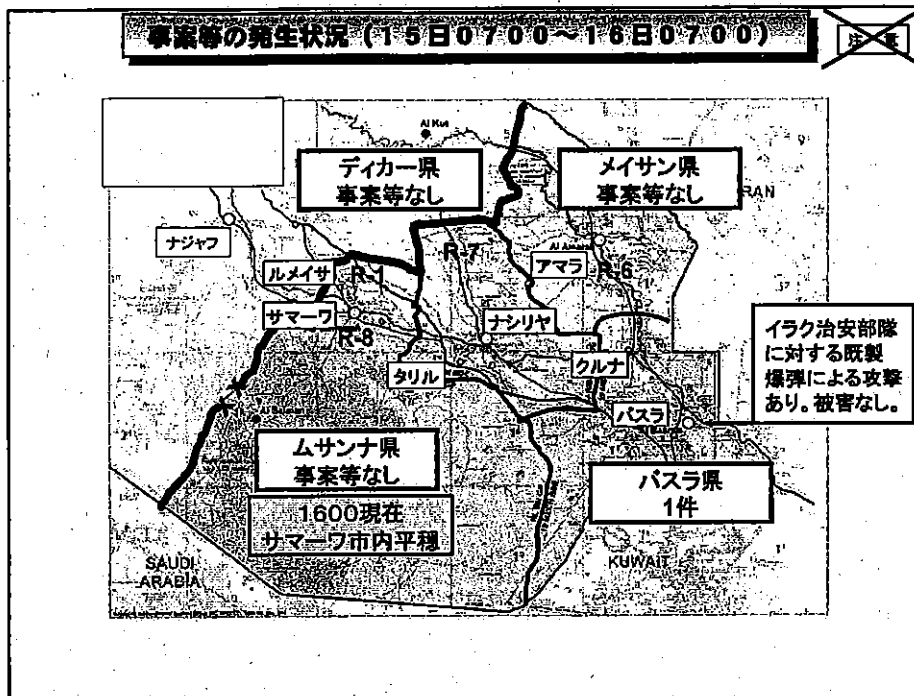 事案等の発生状況（15日0700～16日0700）
注意
Al Kut
ディカー県
事案等なし
メイサン県
事案等なし
RAN
ナジャフ
R-7
ルメイサ
R-1
アマラ
R-6
サマーワ
R-8
ナシリヤ
クルナ
タリル
バスラ
イラク治安部隊
に対する既製
爆弾による攻撃
あり。被害なし。
ムサンナ県
事案等なし
1600現在
サマーワ市内平穏
バスラ県
1件
SAUDI
ARABIA
KUWAIT